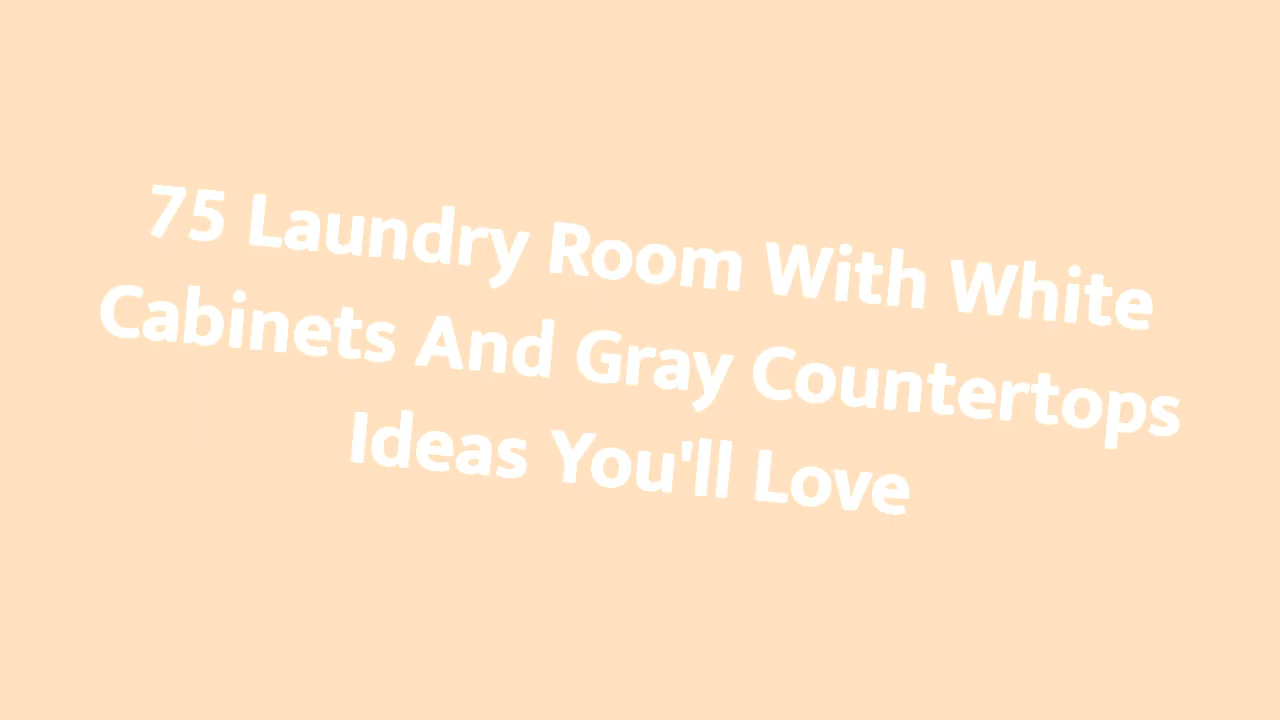 75 Laundry Room With White
Cabinets And Gray Countertops
Ideas You'll Love